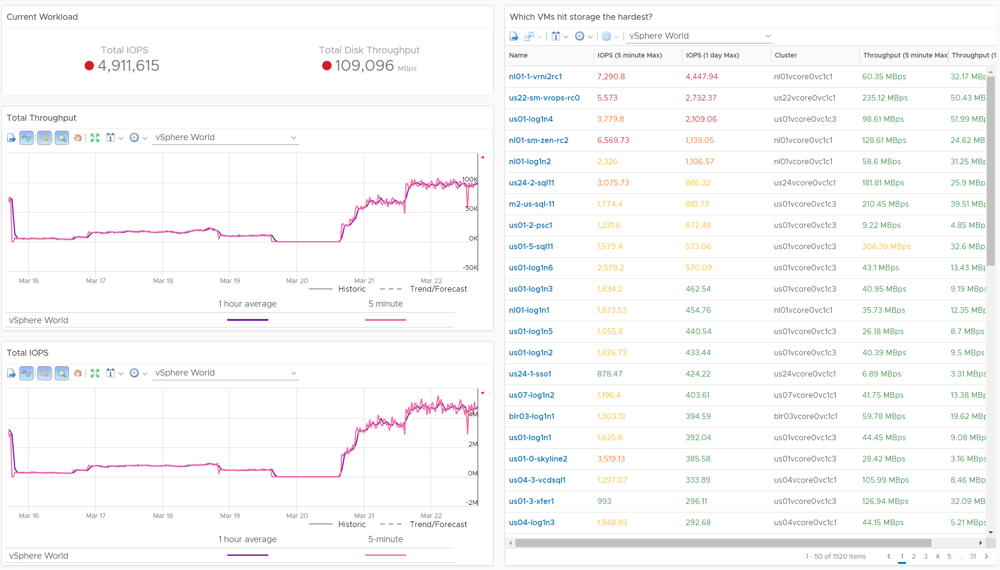 Current Workload
Total IOPS
4,911,615
Total Disk Throughput
109,096 MBps
Total Throughput
1
vSphere World
100K
50K
0K
-50K
Mar 16 Mar 17 Mar 18 Mar 19 Mar 20 Mar 21 Mar 22
Historic Trend/Forecast
1 hour average 5 minute
vSphere World
Total IOPS
1
vSphere World
4M
2M
0M
-2M
Mar 16 Mar 17 Mar 18 Mar 19 Mar 20 Mar 21 Mar 22
Historic Trend/Forecast
1 hour average 5-minute
vSphere World
Which VMs hit storage the hardest?
1
vSphere World
Name IOPS (5 minute Max) IOPS (1 day Max) Cluster Throughput (5 minute Max) Throughput (1
nl01-1-vrni2rc1 7,290.8 4,447.94 nl01vcore0vc1c1 60.35 MBps 32.17 MBp
us22-sm-vrops-rc0 5,573 2,732.37 us22vcore0vc1c1 235.12 MBps 50.43 MB
us01-log1n4 3,779.8 2,109.06 us01vcore0vc1c3 98.61 MBps 51.99 MBp
nl01-sm-zen-rc2 6,569.73 1,139.05 nl01vcore0vc1c1 128.61 MBps 24.62 MB
nl01-log1n2 2,326 1,106.57 nl01vcore0vc1c1 58.6 MBps 31.25 MBp
us24-2-sql11 3,075.73 886.32 us24vcore0vc1c1 181.81 MBps 25.9 MBp
m2-us-sql-11 1,774.4 810.77 us01vcore0vc1c3 210.45 MBps 39.51 MBp
us01-2-psc1 1,231.6 672.48 us01vcore0vc1c3 9.22 MBps 4.85 MBp
us01-5-sql11 1,579.4 573.06 us01vcore0vc1c3 306.39 MBps 32.6 MBp
us01-log1n6 2,579.2 570.09 us01vcore0vc1c3 43.1 MBps 13.43 MBp
us01-log1n3 1,834.2 462.54 us01vcore0vc1c3 40.95 MBps 9.19 MBps
nl01-log1n1 1,873.53 454.76 nl01vcore0vc1c1 35.73 MBps 12.35 MBp
us01-log1n5 1,055.8 440.54 us01vcore0vc1c3 26.18 MBps 8.7 MBps
us01-log1n2 1,826.73 433.44 us01vcore0vc1c3 40.39 MBps 9.5 MBps
us24-1-sso1 878.47 424.22 us24vcore0vc1c1 6.89 MBps 3.31 MBps
us07-log1n2 1,196.4 403.61 us07vcore0vc1c1 41.75 MBps 13.38 MBp
blr03-log1n1 1,303.13 394.59 blr03vcore0vc1c1 59.78 MBps 19.62 MBp
us01-log1n1 1,625.8 392.04 us01vcore0vc1c3 44.45 MBps 9.08 MBp
us01-0-skyline2 3,519.13 385.58 us01vcore0vc1c3 28.42 MBps 3.16 MBps
us04-3-vcdsql1 1,297.07 333.89 us04vcore0vc1c1 105.99 MBps 8.46 MBp
us01-3-xfer1 993 296.11 us01vcore0vc1c3 126.94 MBps 32.09 MB
us04-log1n3 1,848.93 292.68 us04vcore0vc1c1 44.15 MBps 5.21 MBps
1 - 50 of 1520 items 1 2 3 4 5 ... 31